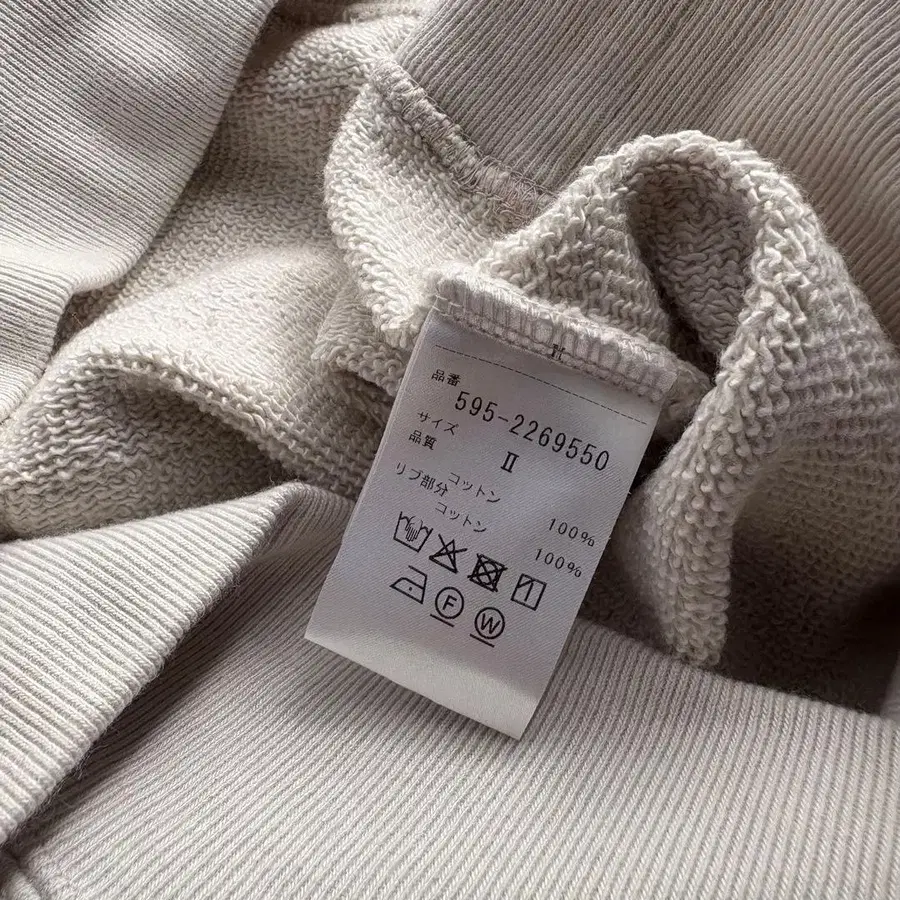 品番
595-2269550
サイズ
II
品質
コットン 100%
リブ部分
コットン 100%
F W